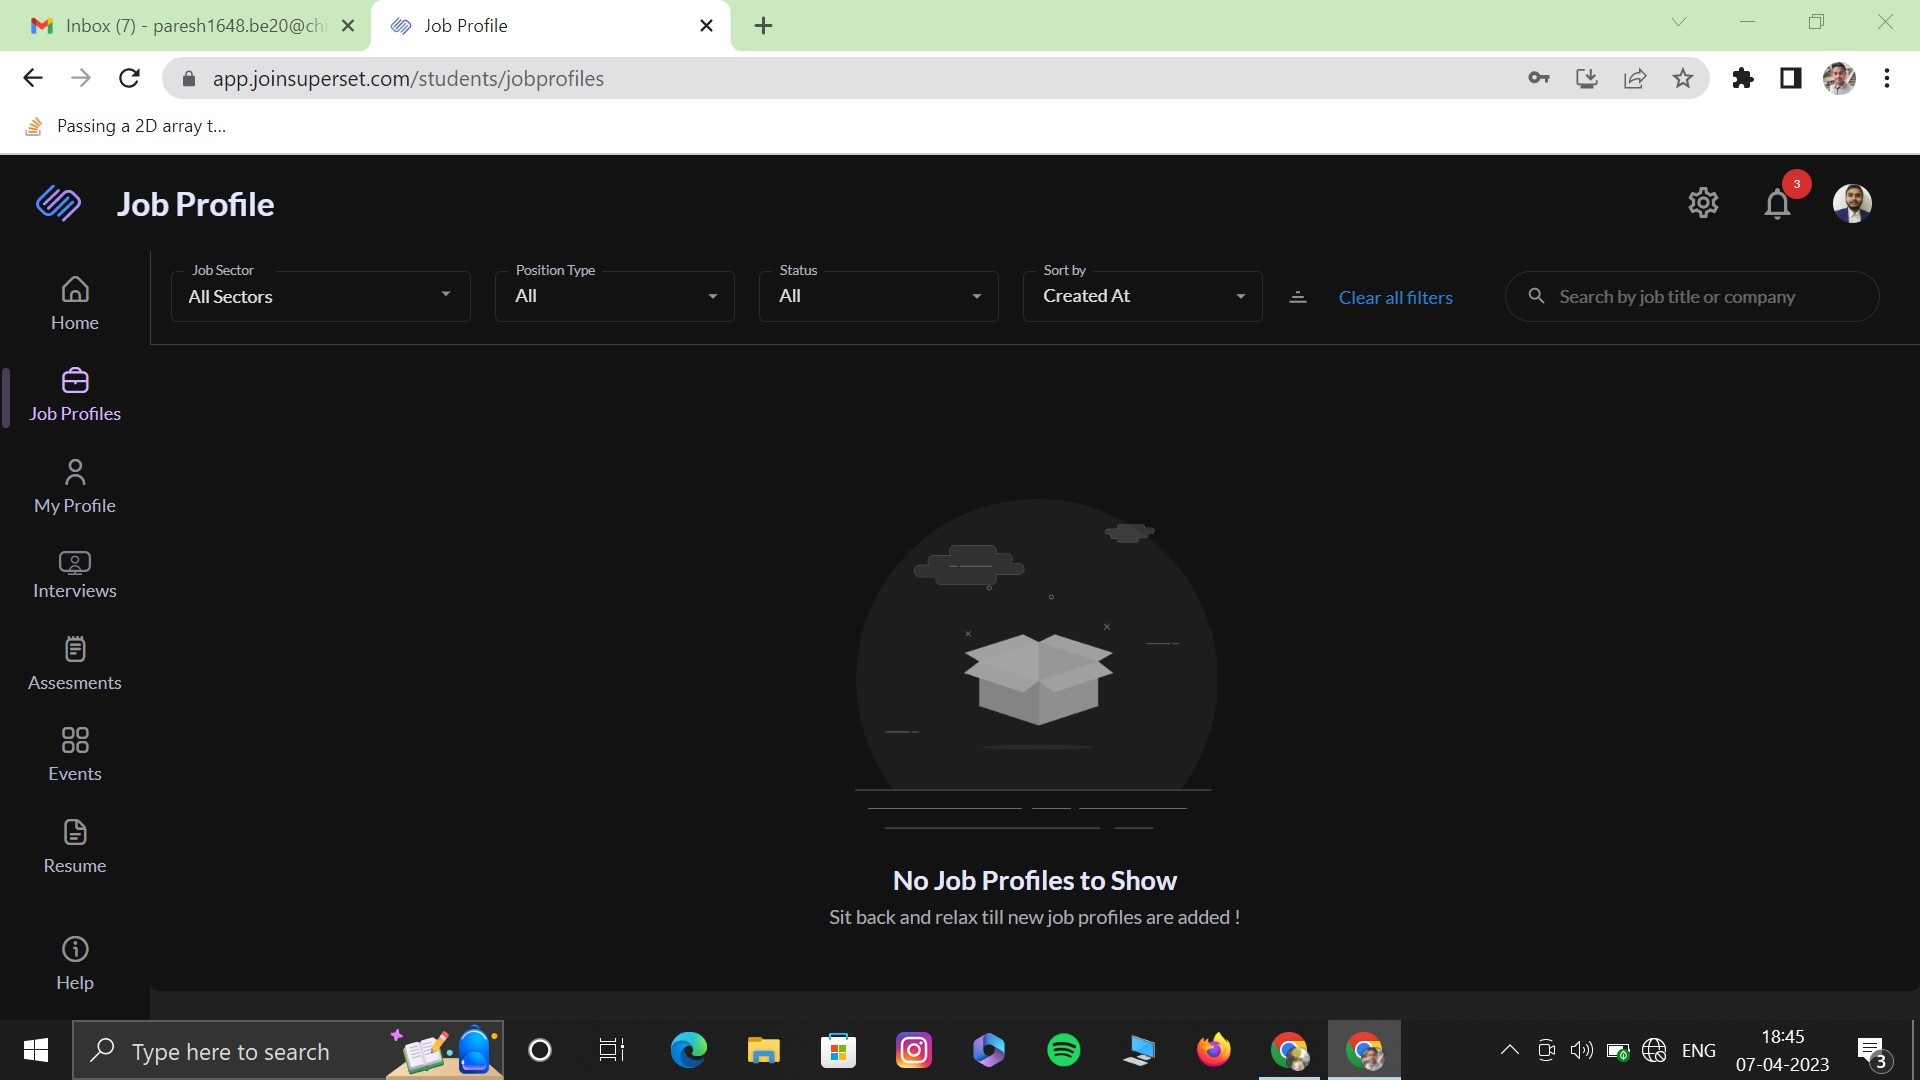 Inbox (7) - paresh1648.be20@chi
Job Profile
app.joinsuperset.com/students/jobprofiles
Passing a 2D array t...
Job Profile
3
Job Sector
All Sectors
Position Type
All
Status
All
Sort by
Created At
Clear all filters
Search by job title or company
Home
Job Profiles
My Profile
Interviews
Assesments
Events
Resume
Help
No Job Profiles to Show
Sit back and relax till new job profiles are added !
Type here to search
ENG
18:45
07-04-2023
3